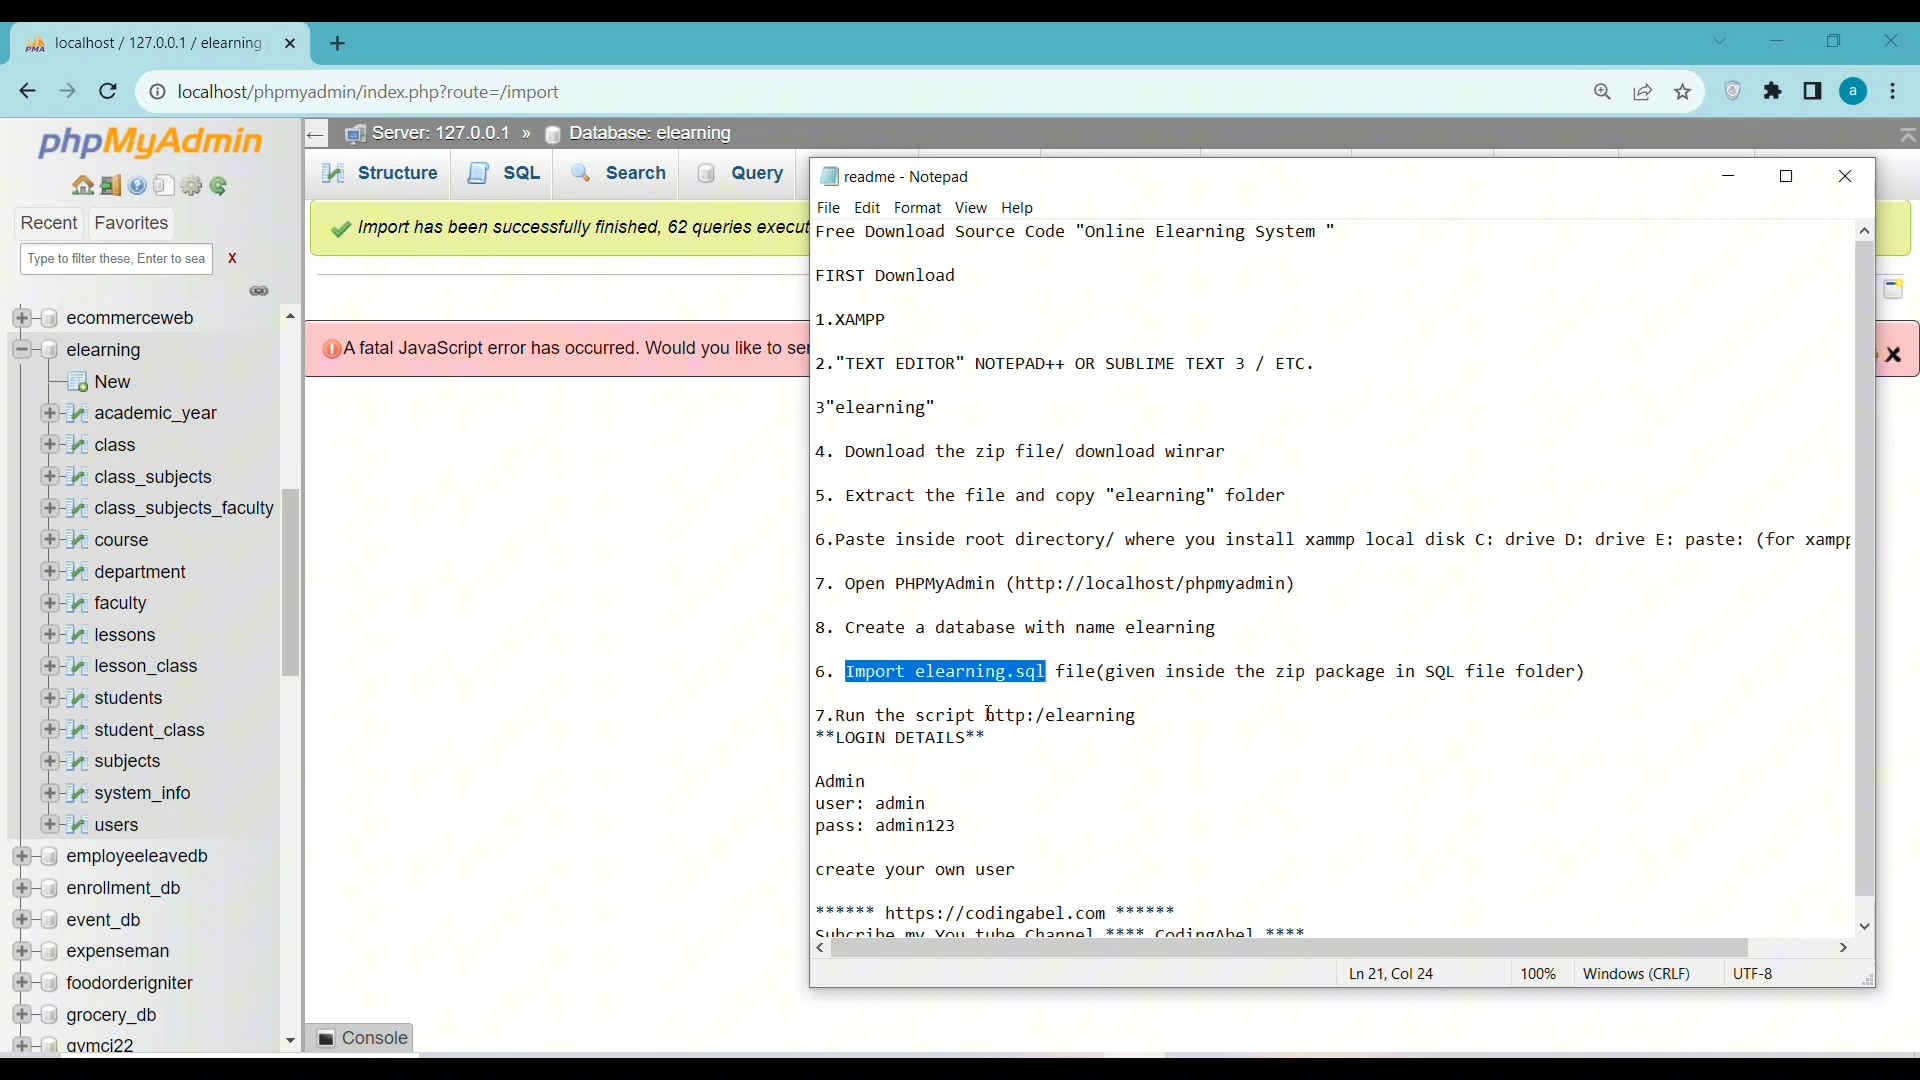 localhost / 127.0.0.1 / elearning
localhost/phpmyadmin/index.php?route=/import
a
phpMyAdmin
Recent
Favorites
Type to filter these, Enter to sea
X
ecommerceweb
elearning
New
academic_year
class
class_subjects
class_subjects_faculty
course
department
faculty
lessons
lesson_class
students
student_class
subjects
system_info
users
employeeleavedb
enrollment_db
event_db
expenseman
foodorderigniter
grocery_db
gymci22
Server: 127.0.0.1 » Database: elearning
Structure
SQL
Search
Query
Import has been successfully finished, 62 queries execut
A fatal JavaScript error has occurred. Would you like to ser
Console
readme - Notepad
File Edit Format View Help
Free Download Source Code "Online Elearning System "
FIRST Download
1.XAMPP
2."TEXT EDITOR" NOTEPAD++ OR SUBLIME TEXT 3 / ETC.
3"elearning"
4. Download the zip file/ download winrar
5. Extract the file and copy "elearning" folder
6.Paste inside root directory/ where you install xammp local disk C: drive D: drive E: paste: (for xamp
7. Open PHPMyAdmin (http://localhost/phpmyadmin)
8. Create a database with name elearning
6. Import elearning.sql file(given inside the zip package in SQL file folder)
7.Run the script http:/elearning
**LOGIN DETAILS**
Admin
user: admin
pass: admin123
create your own user
****** https://codingabel.com ******
Subcribe my You tube Channel **** CodingAbel ****
Ln 21, Col 24
100%
Windows (CRLF)
UTF-8